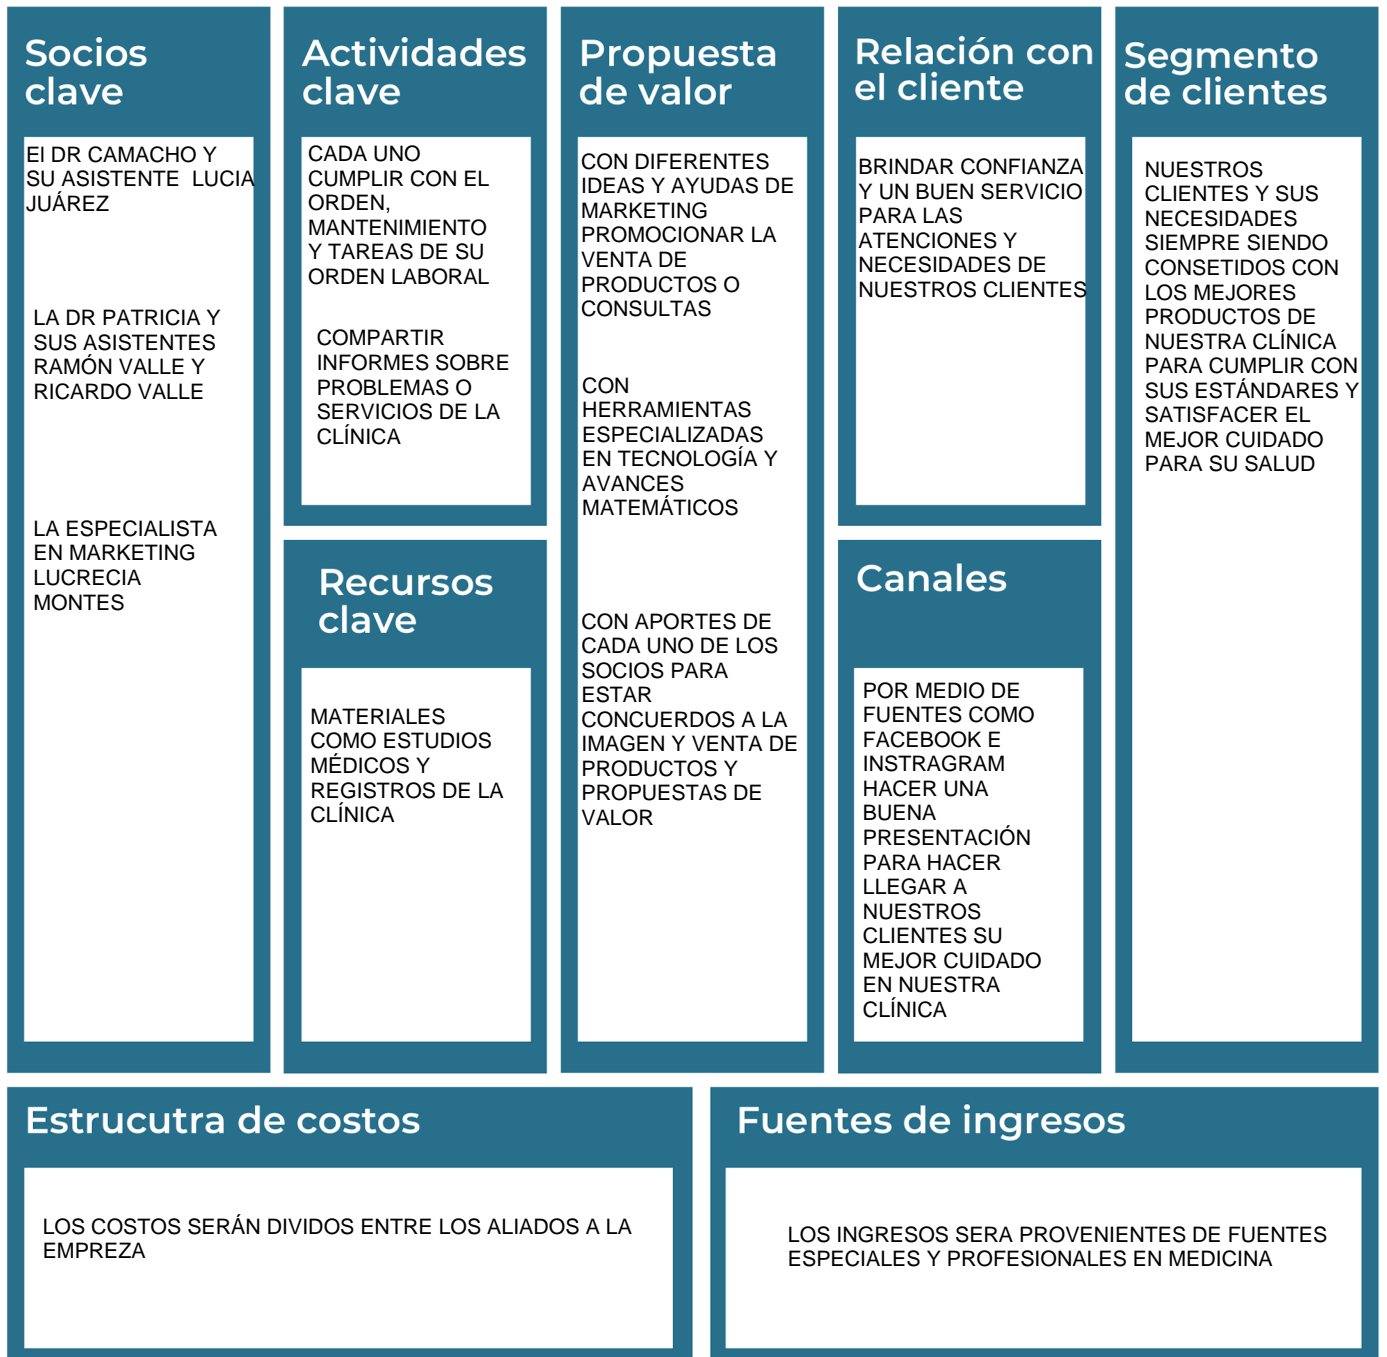 Socios
clave
El DR CAMACHO Y
SU ASISTENTE LUCIA
JUÁREZ
LA DR PATRICIA Y
SUS ASISTENTES
RAMÓN VALLE Y
RICARDO VALLE
LA ESPECIALISTA
EN MARKETING
LUCRECIA
MONTES
Actividades
clave
CADA UNO
CUMPLIR CON EL
ORDEN,
MANTENIMIENTO
Y TAREAS DE SU
ORDEN LABORAL
COMPARTIR
INFORMES SOBRE
PROBLEMAS O
SERVICIOS DE LA
CLÍNICA
Recursos
clave
MATERIALES
COMO ESTUDIOS
MÉDICOS Y
REGISTROS DE LA
CLÍNICA
Propuesta
de valor
CON DIFERENTES
IDEAS Y AYUDAS DE
MARKETING
PROMOCIONAR LA
VENTA DE
PRODUCTOS O
CONSULTAS
CON
HERRAMIENTAS
ESPECIALIZADAS
EN TECNOLOGÍA Y
AVANCES
MATEMÁTICOS
CON APORTES DE
CADA UNO DE LOS
SOCIOS PARA
ESTAR
CONCUERDOS A LA
IMAGEN Y VENTA DE
PRODUCTOS Y
PROPUESTAS DE
VALOR
Relación con
el cliente
BRINDAR CONFIANZA
Y UN BUEN SERVICIO
PARA LAS
ATENCIONES Y
NECESIDADES DE
NUESTROS CLIENTES
Canales
POR MEDIO DE
FUENTES COMO
FACEBOOK E
INSTRAGRAM
HACER UNA
BUENA
PRESENTACIÓN
PARA HACER
LLEGAR A
NUESTROS
CLIENTES SU
MEJOR CUIDADO
EN NUESTRA
CLÍNICA
Segmento
de clientes
NUESTROS
CLIENTES Y SUS
NECESIDADES
SIEMPRE SIENDO
CONSETIDOS CON
LOS MEJORES
PRODUCTOS DE
NUESTRA CLÍNICA
PARA CUMPLIR CON
SUS ESTÁNDARES Y
SATISFACER EL
MEJOR CUIDADO
PARA SU SALUD
Estrucutra de costos
LOS COSTOS SERÁN DIVIDOS ENTRE LOS ALIADOS A LA
EMPREZA
Fuentes de ingresos
LOS INGRESOS SERA PROVENIENTES DE FUENTES
ESPECIALES Y PROFESIONALES EN MEDICINA